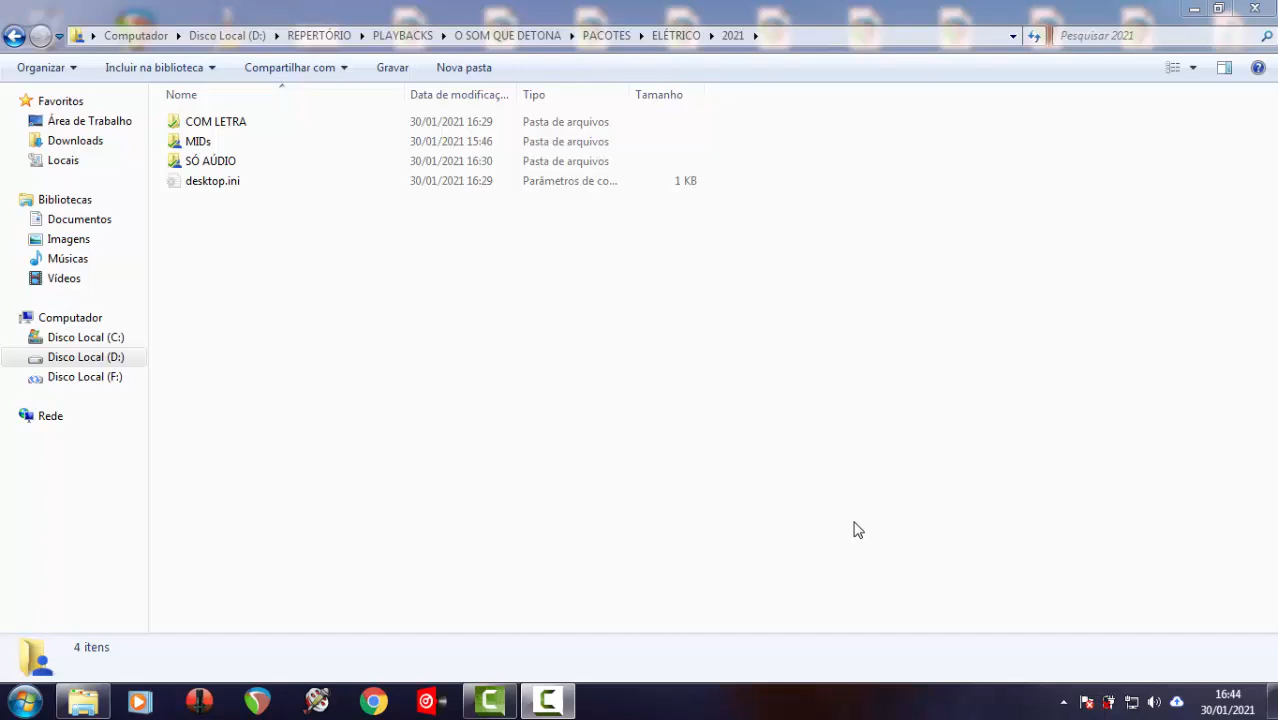 Computador Disco Local (D:) REPERTÓRIO PLAYBACKS O SOM QUE DETONA PACOTES ELÉTRICO 2021 Pesquisar 2021
Organizar Incluir na biblioteca Compartilhar com Gravar Nova pasta
Nome Data de modificaç... Tipo Tamanho
COM LETRA 30/01/2021 16:29 Pasta de arquivos
MIDs 30/01/2021 15:46 Pasta de arquivos
SÓ AÚDIO 30/01/2021 16:30 Pasta de arquivos
desktop.ini 30/01/2021 16:29 Parâmetros de co... 1 KB
Favoritos
Área de Trabalho
Downloads
Locais
Bibliotecas
Documentos
Imagens
Músicas
Vídeos
Computador
Disco Local (C:)
Disco Local (D:)
Disco Local (F:)
Rede
4 itens
16:44
30/01/2021